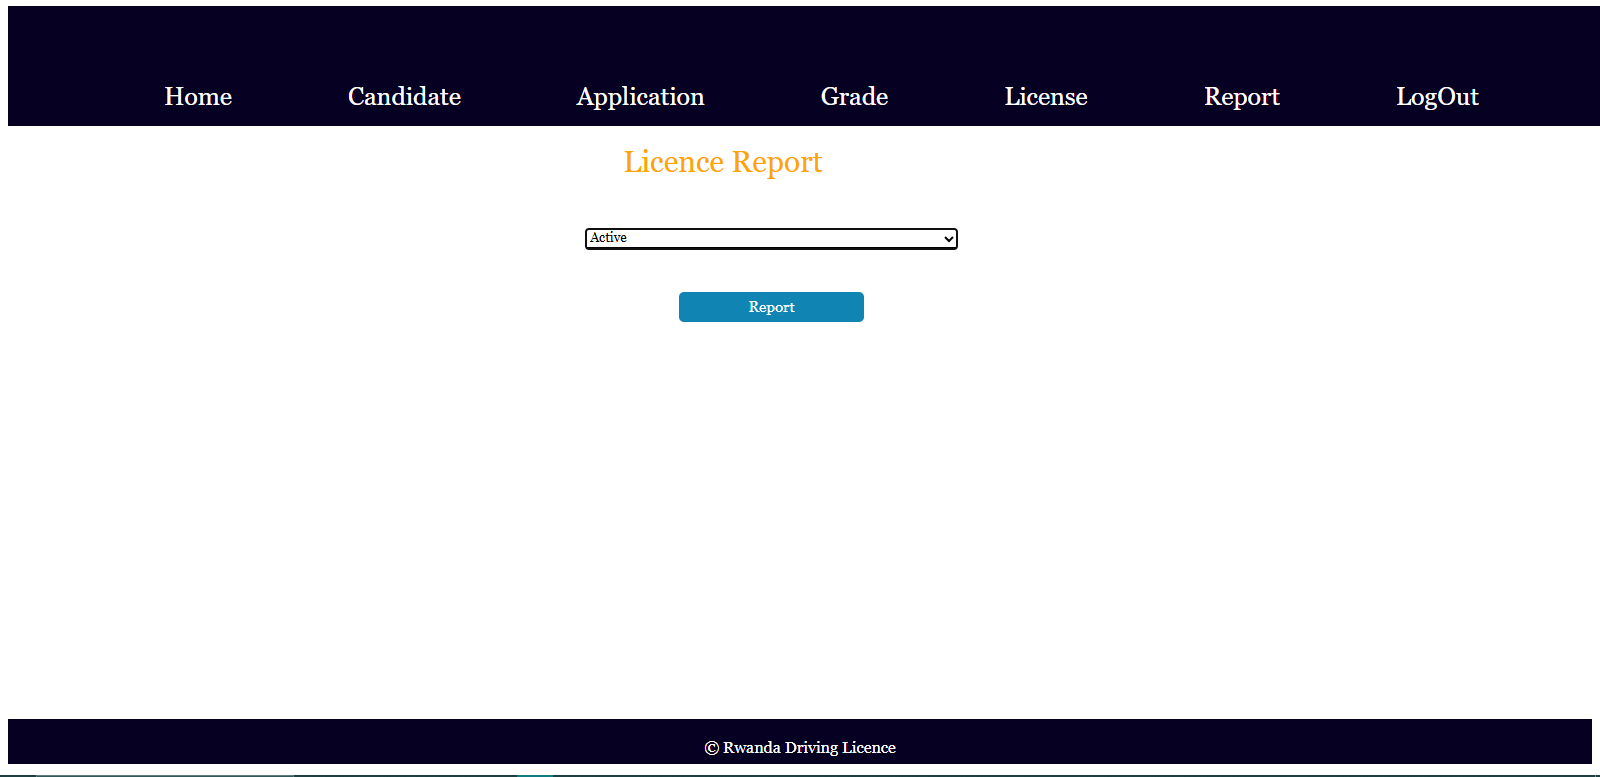 Home Candidate Application Grade License Report LogOut
Licence Report
Active
Report
© Rwanda Driving Licence